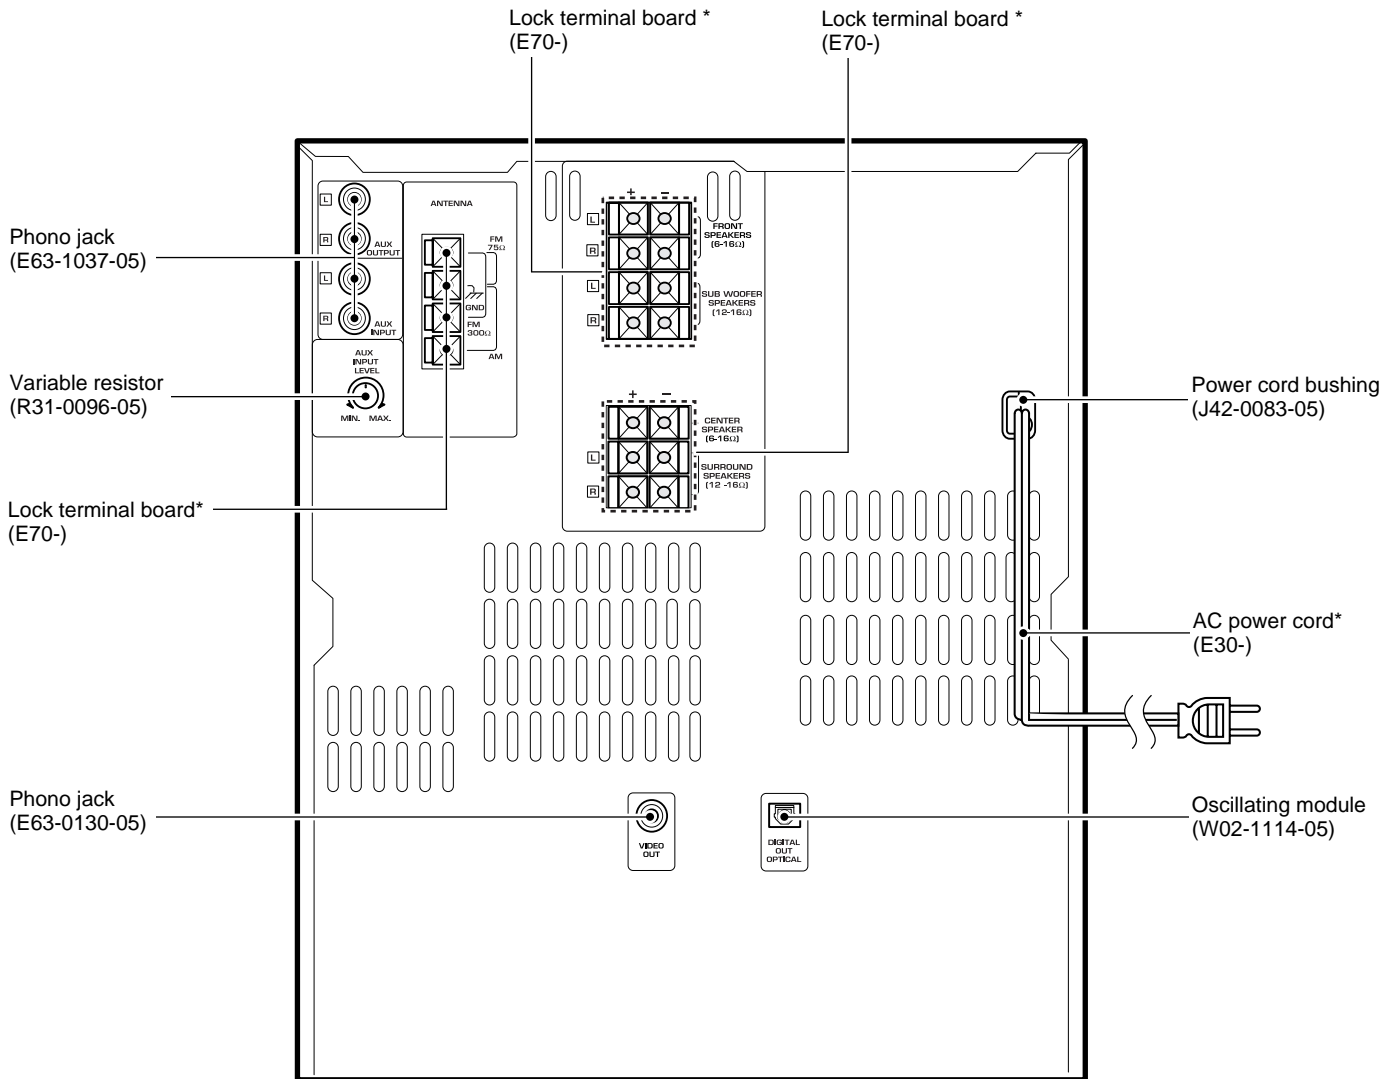 Lock terminal board *
(E70-)
Lock terminal board *
(E70-)
Phono jack
(E63-1037-05)
Variable resistor
(R31-0096-05)
Lock terminal board*
(E70-)
Phono jack
(E63-0130-05)
L
R
AUX
OUTPUT
L
R
AUX
INPUT
AUX
INPUT
LEVEL
MIN. MAX.
ANTENNA
FM
75Ω
GND
FM
300Ω
AM
+ −
L
R
FRONT
SPEAKERS
(6-16Ω)
L
R
SUB WOOFER
SPEAKERS
(12-16Ω)
+ −
CENTER
SPEAKER
(6-16Ω)
L
R
SURROUND
SPEAKERS
(12 -16Ω)
VIDEO
OUT
DIGITAL
OUT
OPTICAL
Power cord bushing
(J42-0083-05)
AC power cord*
(E30-)
Oscillating module
(W02-1114-05)